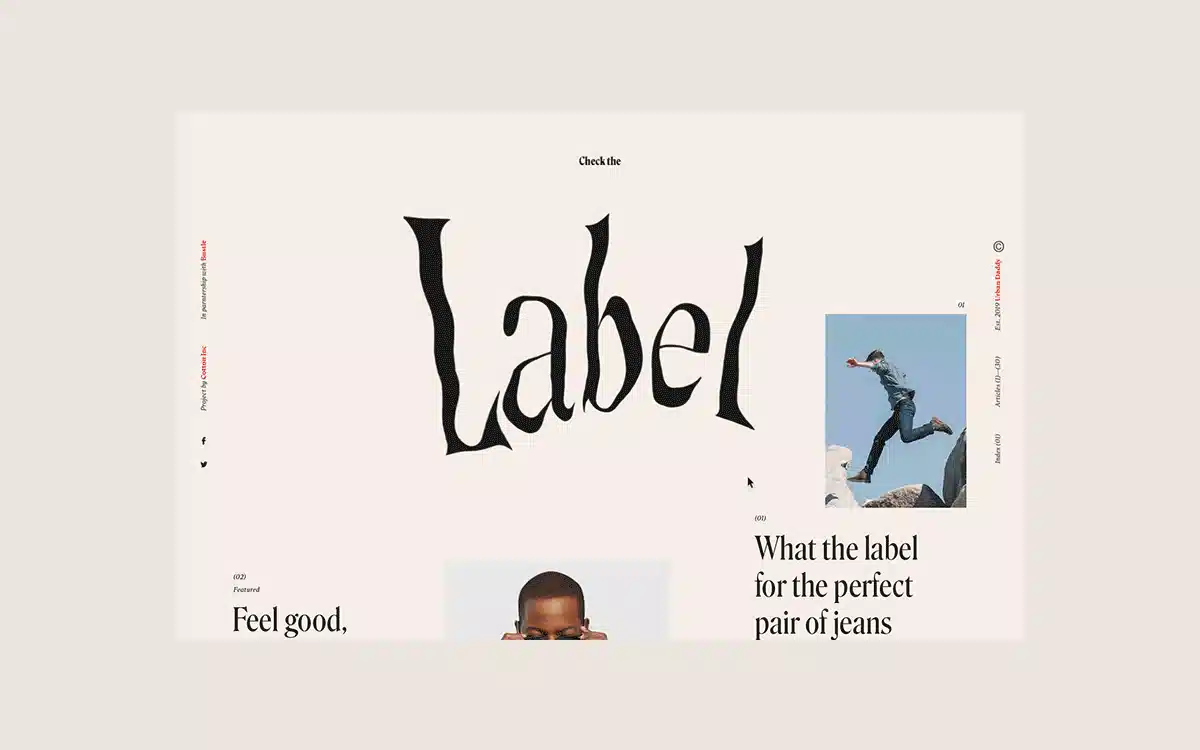 Check the
Label
In parntership with Bustle
Project by Cotton Inc
©
Est. 2019 Urban Daddy
Articles (1)—(30)
Index (01)
01
(01)
What the label
for the perfect
pair of jeans
(02)
Featured
Feel good,